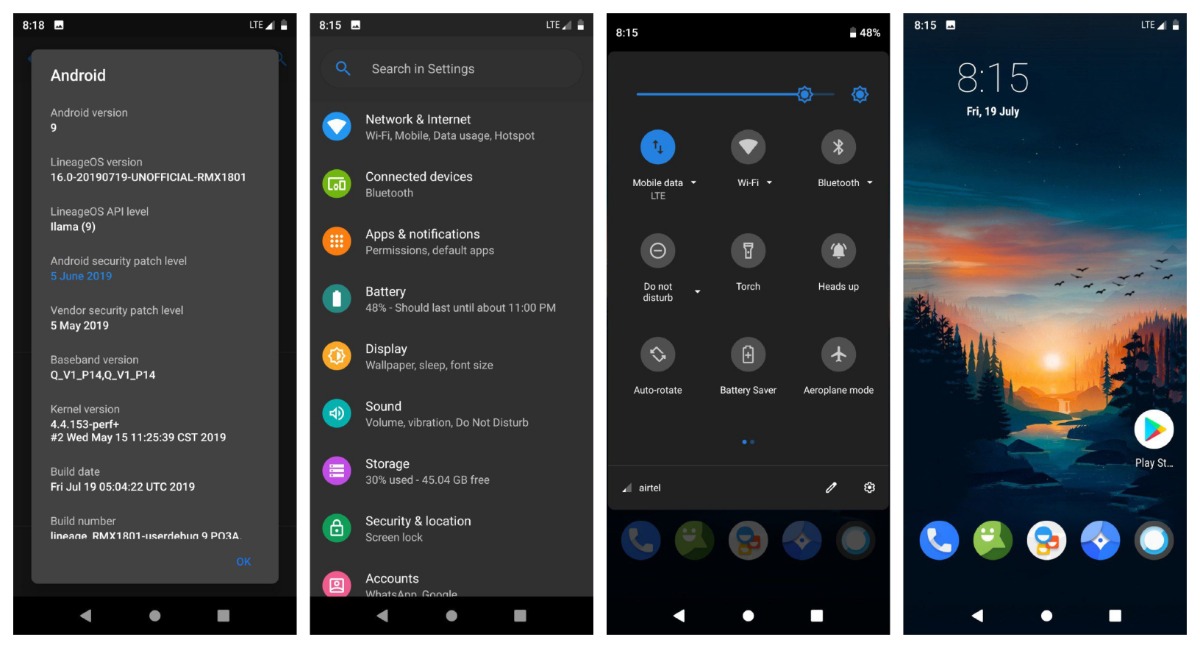 8:18
LTE
Android
Android version
9
LineageOS version
16.0-20190719-UNOFFICIAL-RMX1801
LineageOS API level
llama (9)
Android security patch level
5 June 2019
Vendor security patch level
5 May 2019
Baseband version
Q_V1_P14,Q_V1_P14
Kernel version
4.4.153-perf+
#2 Wed May 15 11:25:39 CST 2019
Build date
Fri Jul 19 05:04:22 UTC 2019
Build number
lineage_RMX1801-userdebug 9 PQ3A.
OK
8:15
LTE
Search in Settings
Network & Internet
Wi-Fi, Mobile, Data usage, Hotspot
Connected devices
Bluetooth
Apps & notifications
Permissions, default apps
Battery
48% - Should last until about 11:00 PM
Display
Wallpaper, sleep, font size
Sound
Volume, vibration, Do Not Disturb
Storage
30% used - 45.04 GB free
Security & location
Screen lock
Accounts
WhatsApp, Google
8:15
48%
Mobile data
LTE
Wi-Fi
Bluetooth
Do not
disturb
Torch
Heads up
Auto-rotate
Battery Saver
Aeroplane mode
airtel
8:15
LTE
8:15
Fri, 19 July
Play St...